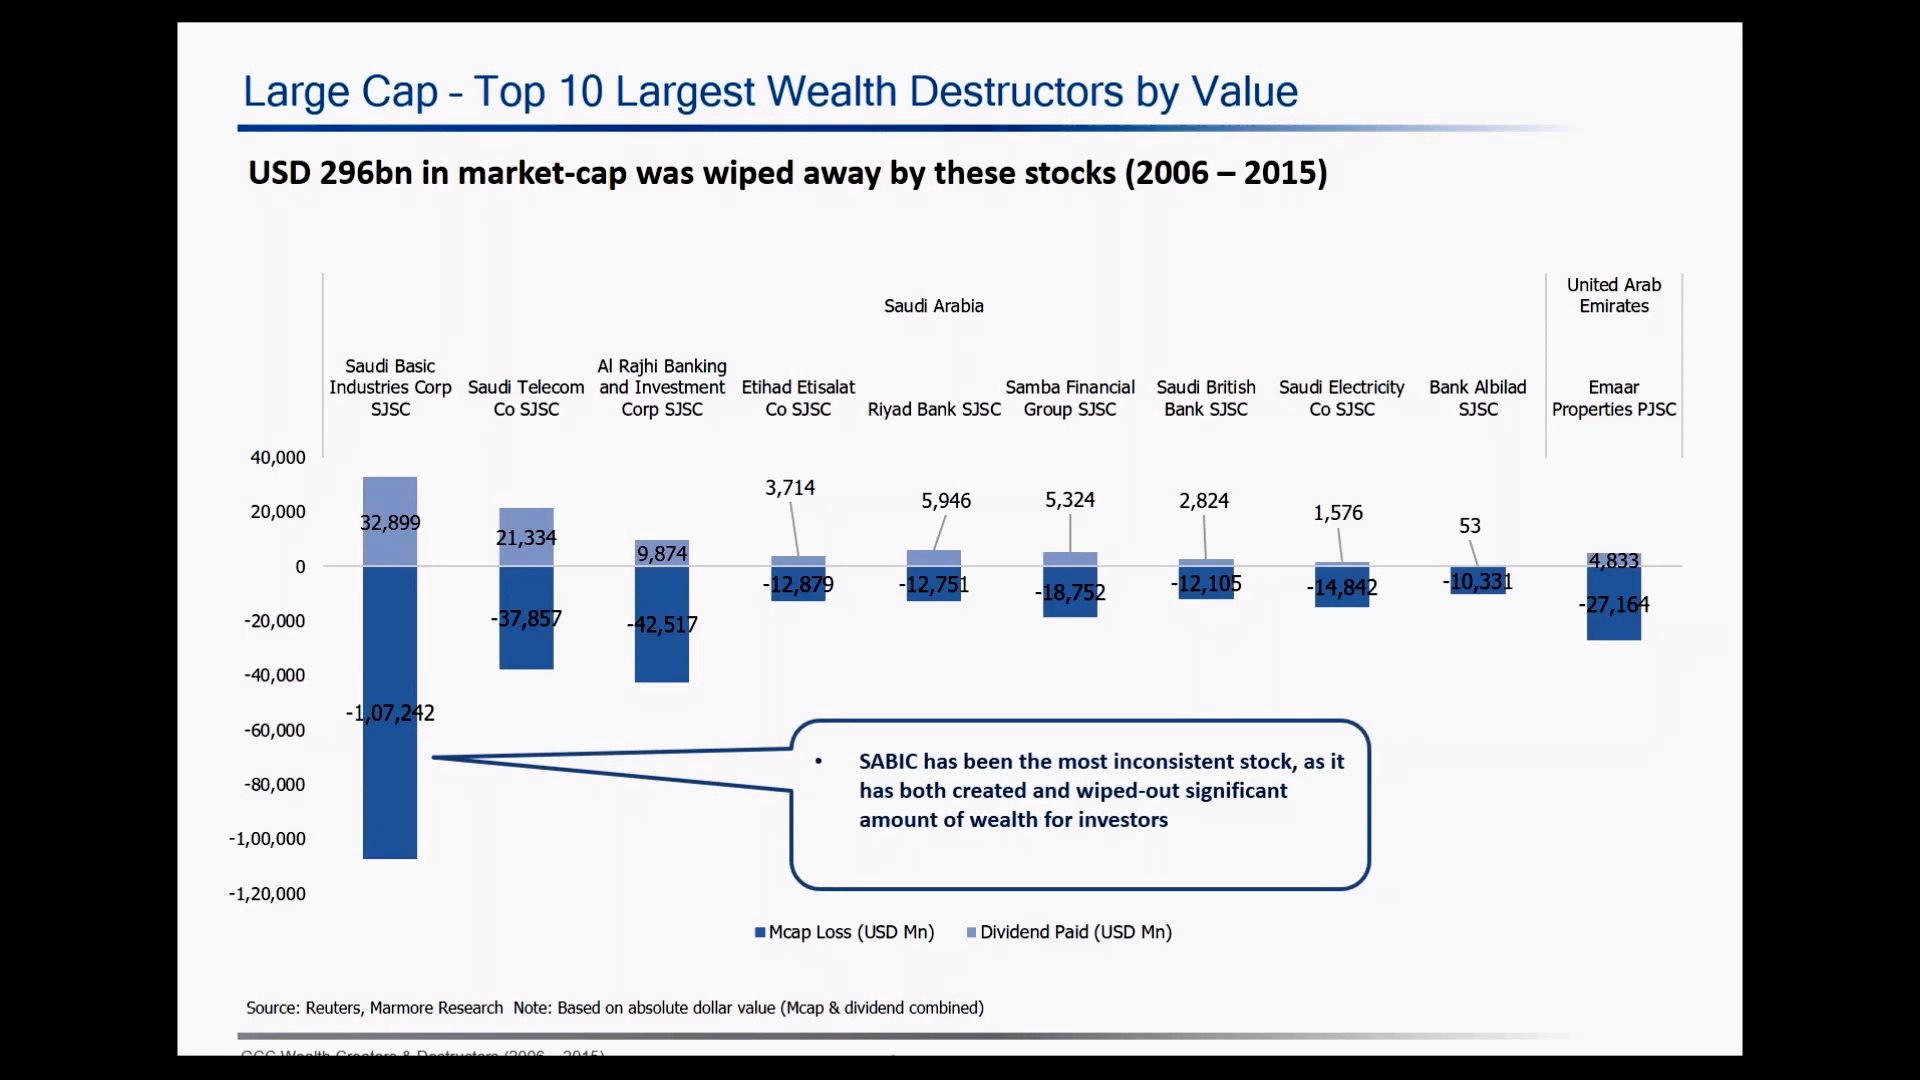 Large Cap - Top 10 Largest Wealth Destructors by Value
USD 296bn in market-cap was wiped away by these stocks (2006 – 2015)
Saudi Arabia
United Arab
Emirates
Saudi Basic
Industries Corp
SJSC
Saudi Telecom
Co SJSC
Al Rajhi Banking
and Investment
Corp SJSC
Etihad Etisalat
Co SJSC
Riyad Bank SJSC
Samba Financial
Group SJSC
Saudi British
Bank SJSC
Saudi Electricity
Co SJSC
Bank Albilad
SJSC
Emaar
Properties PJSC
40,000
20,000
0
-20,000
-40,000
-60,000
-80,000
-1,00,000
-1,20,000
32,899
21,334
9,874
3,714
5,946
5,324
2,824
1,576
53
4,833
-1,07,242
-37,857
-42,517
-12,879
-12,751
-18,752
-12,105
-14,842
-10,331
-27,164
• SABIC has been the most inconsistent stock, as it
has both created and wiped-out significant
amount of wealth for investors
Mcap Loss (USD Mn)
Dividend Paid (USD Mn)
Source: Reuters, Marmore Research Note: Based on absolute dollar value (Mcap & dividend combined)
GCC Wealth Creators & Destructors (2006 – 2015)